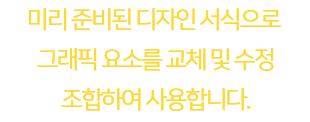 미리 준비된 디자인 서식으로
그래픽 요소를 교체 및 수정
조합하여 사용합니다.